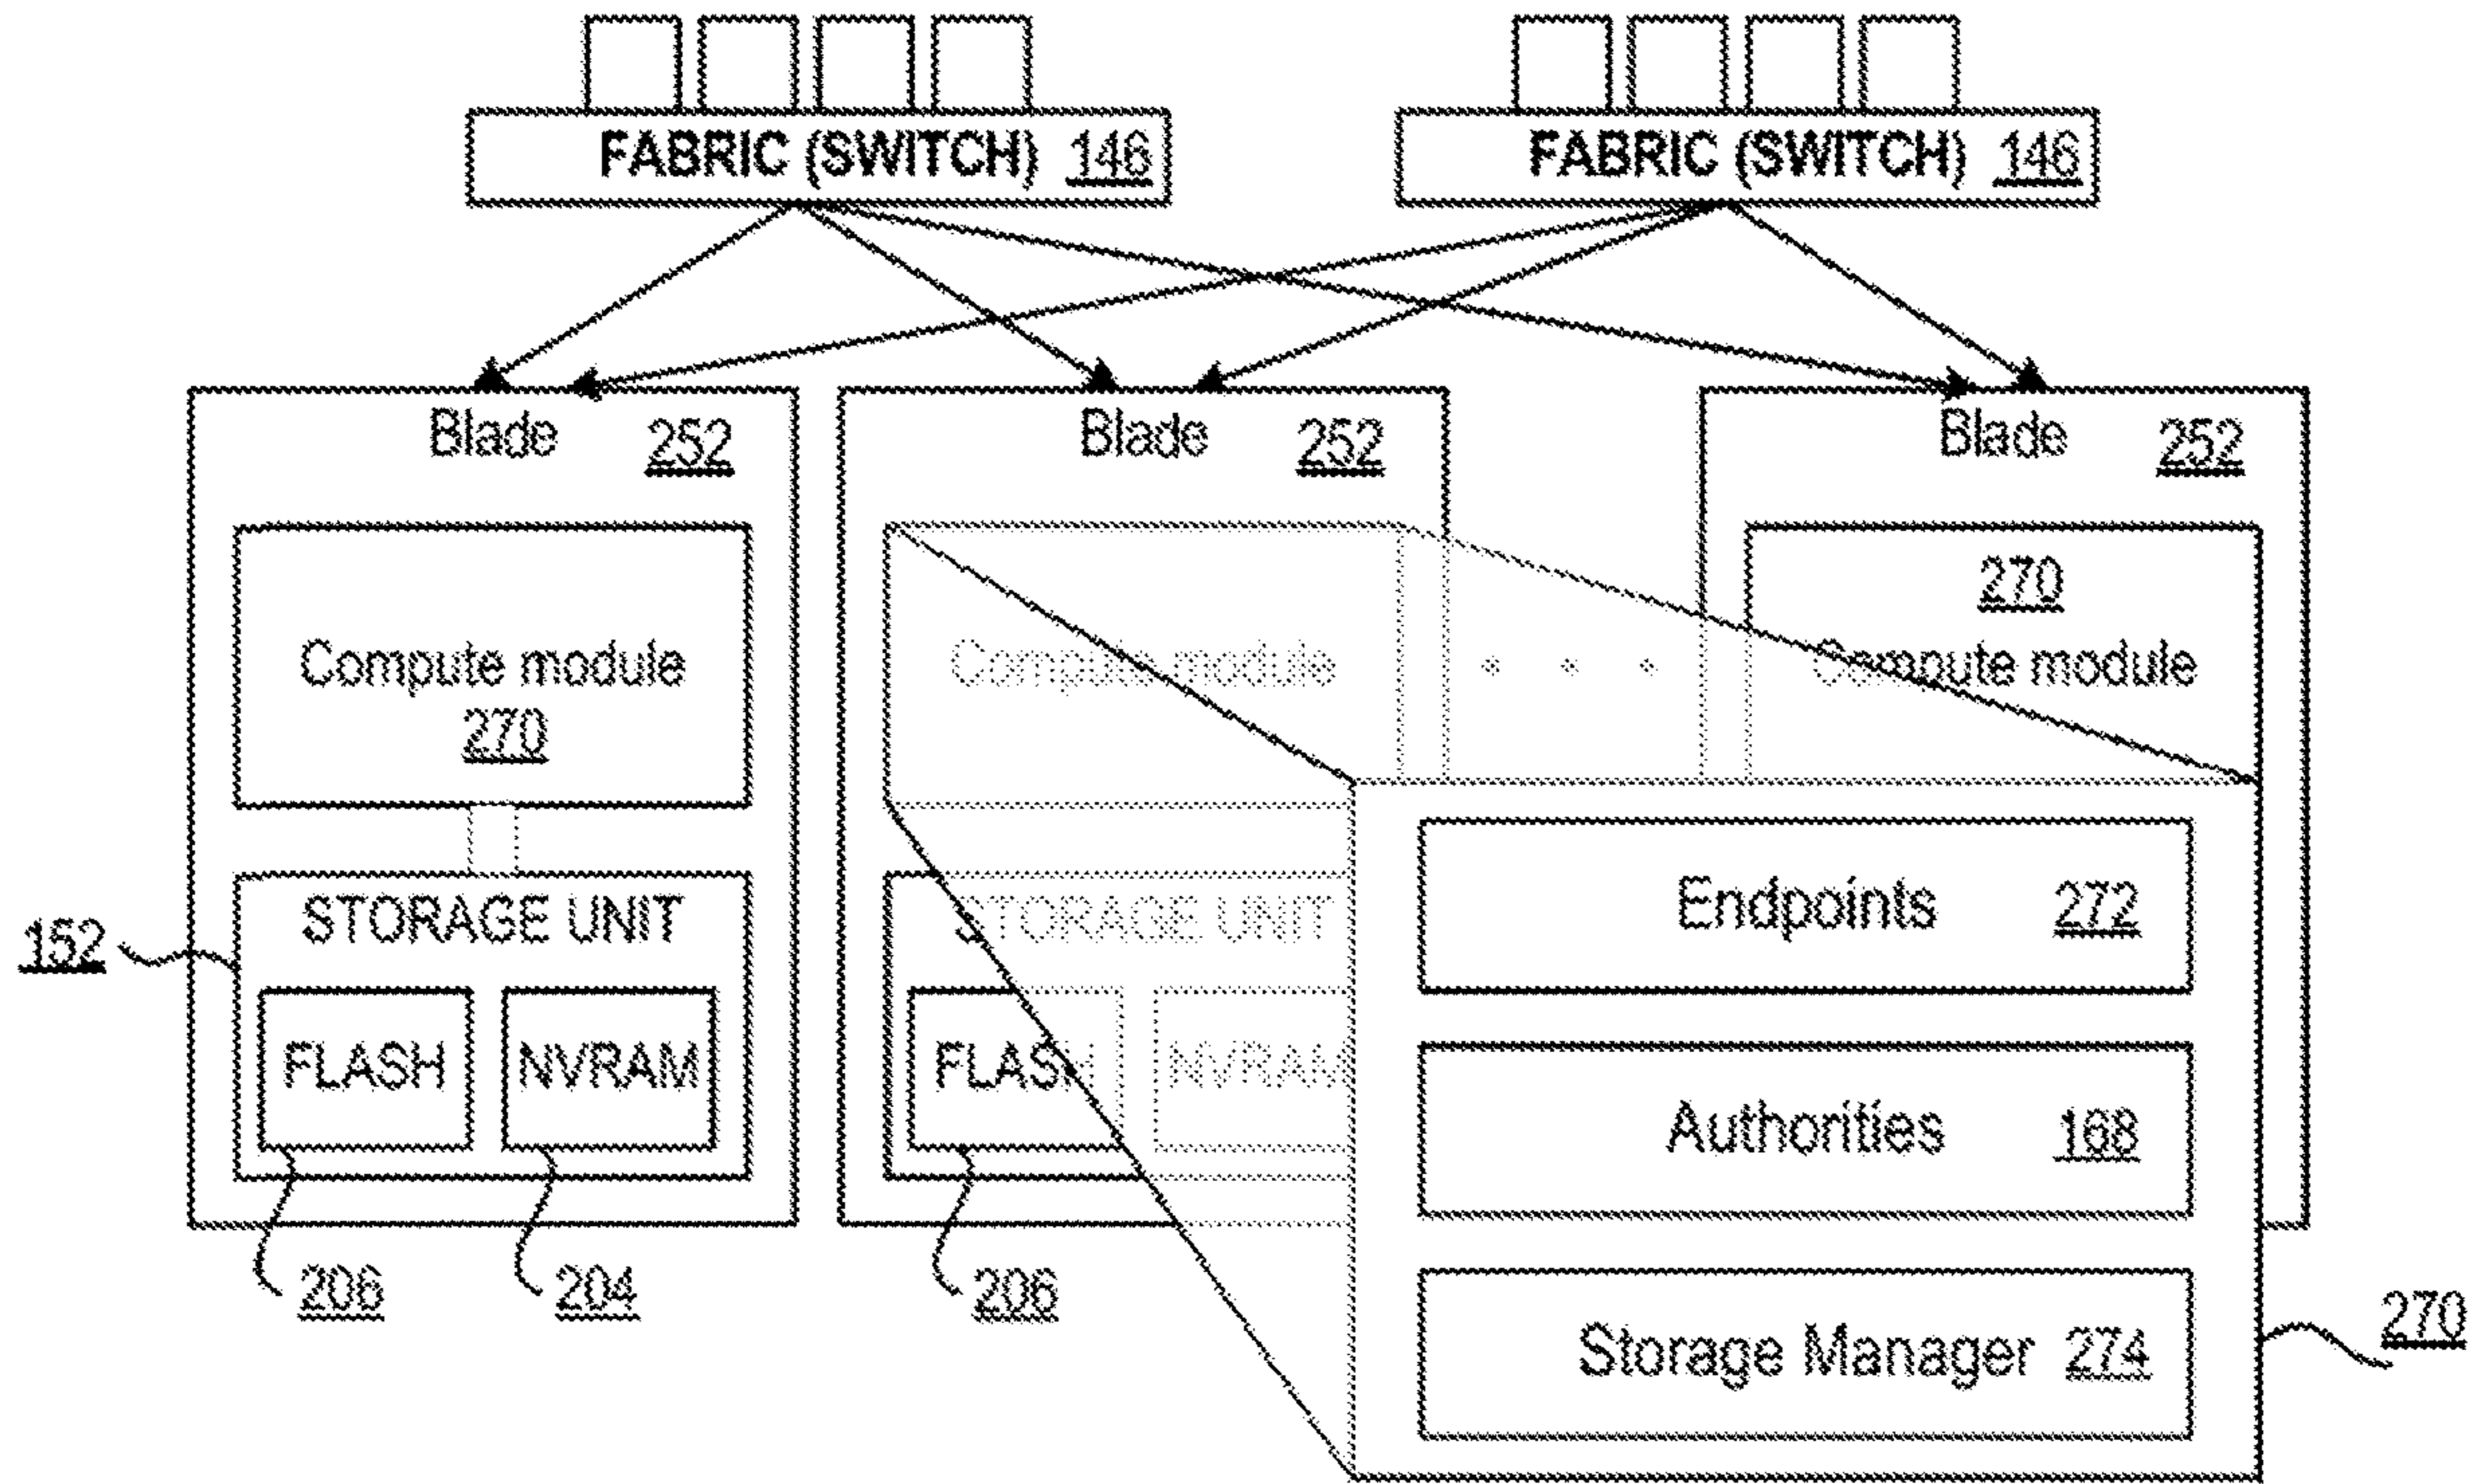 FABRIC (SWITCH) 146
FABRIC (SWITCH) 146
Blade 252
Blade 252
Blade 252
Compute module
270
Compute module
270
Compute module
STORAGE UNIT
152
FLASH
NVRAM
206
204
STORAGE UNIT
FLASH
NVRAM
206
Endpoints 272
Authorities 168
Storage Manager 274
270